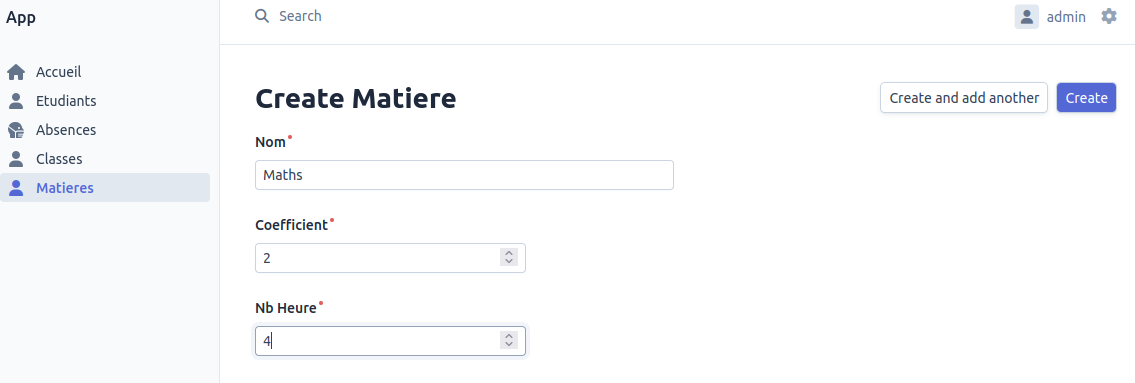 App
Search
admin
Accueil
Etudiants
Absences
Classes
Matieres
Create Matiere
Create and add another
Create
Nom
Maths
Coefficient
2
Nb Heure
4